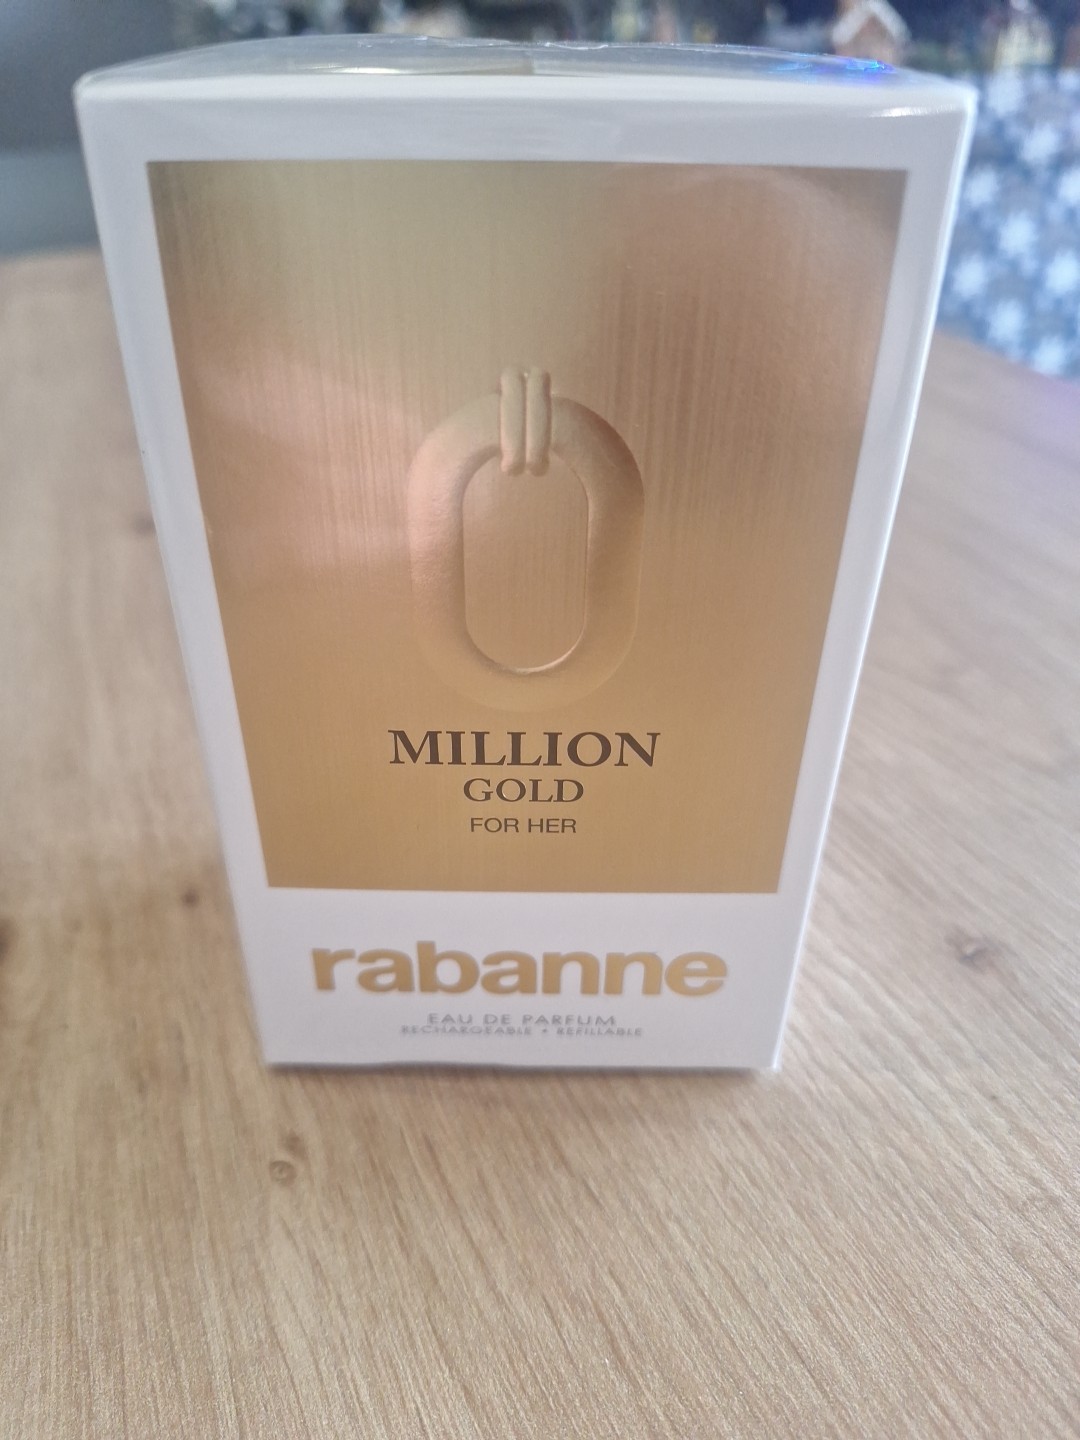 MILLION
GOLD
FOR HER
rabanne
EAU DE PARFUM
RECHARGEABLE • REFILLABLE